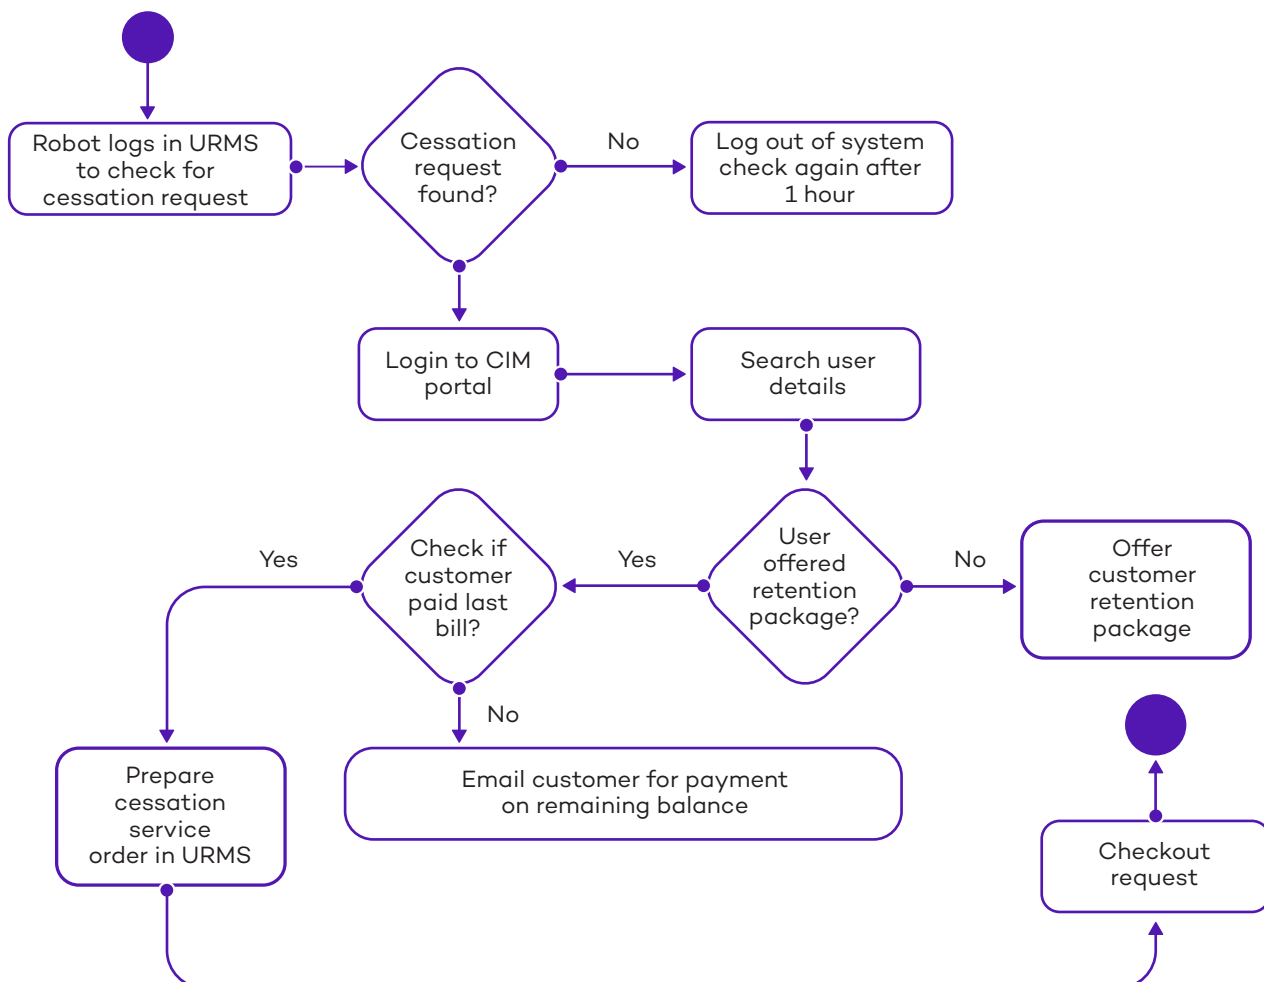 Robot logs in URMS
to check for
cessation request
Cessation
request
found?
No
Log out of system
check again after
1 hour
Login to CIM
portal
Search user
details
Yes
Check if
customer
paid last
bill?
Yes
User
offered
retention
package?
No
Offer
customer
retention
package
No
Prepare
cessation
service
order in URMS
Email customer for payment
on remaining balance
Checkout
request